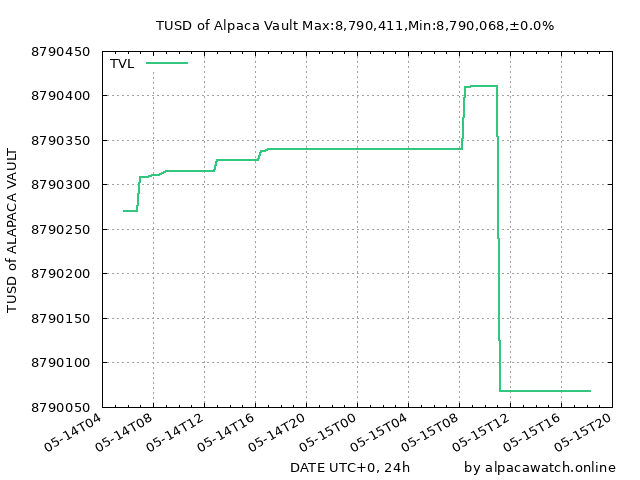 TUSD of Alpaca Vault Max:8,790,411,Min:8,790,068,±0.0%
TVL
TUSD of ALAPACA VAULT
8790450
8790400
8790350
8790300
8790250
8790200
8790150
8790100
8790050
05-14T04
05-14T08
05-14T12
05-14T16
05-14T20
05-15T00
05-15T04
05-15T08
05-15T12
05-15T16
05-15T20
DATE UTC+0, 24h
by alpacawatch.online